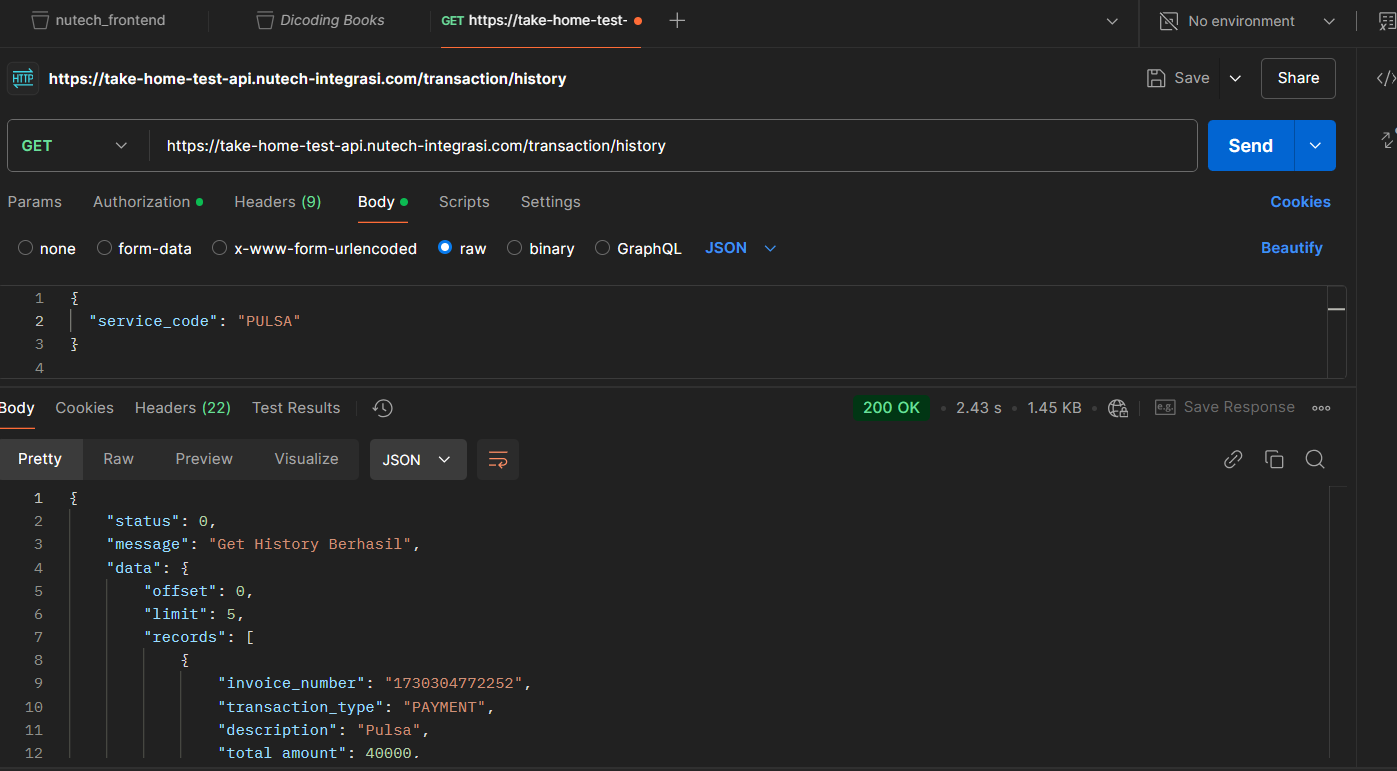 nutech_frontend Dicoding Books GET https://take-home-test- No environment
HTTP https://take-home-test-api.nutech-integrasi.com/transaction/history Save Share
GET https://take-home-test-api.nutech-integrasi.com/transaction/history Send
Params Authorization Headers (9) Body Scripts Settings Cookies
none form-data x-www-form-urlencoded raw binary GraphQL JSON Beautify
1 {
2 "service_code": "PULSA"
3 }
4
Body Cookies Headers (22) Test Results 200 OK 2.43 s 1.45 KB e.g. Save Response
Pretty Raw Preview Visualize JSON
1 {
2 "status": 0,
3 "message": "Get History Berhasil",
4 "data": {
5 "offset": 0,
6 "limit": 5,
7 "records": [
8 {
9 "invoice_number": "1730304772252",
10 "transaction_type": "PAYMENT",
11 "description": "Pulsa",
12 "total_amount": 40000,